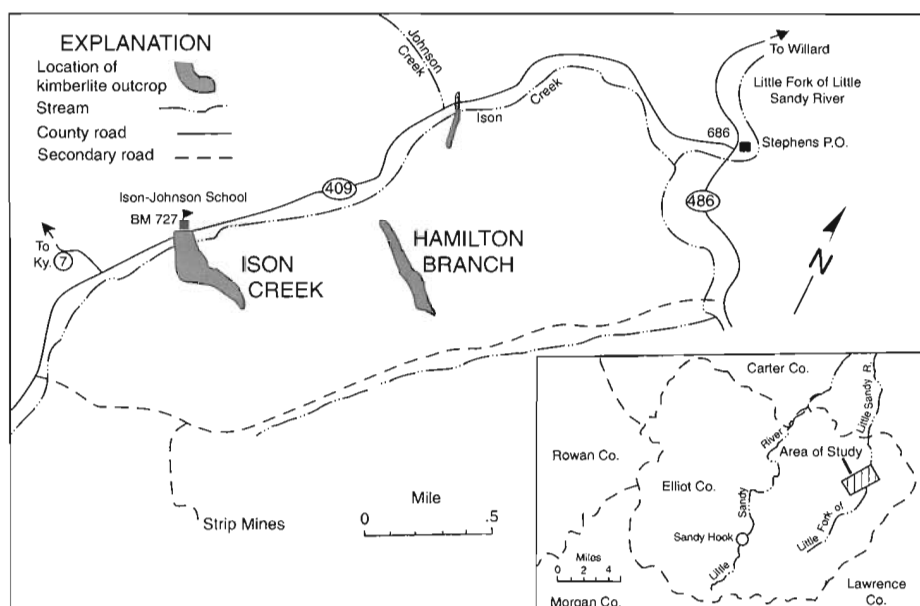 EXPLANATION
Location of
kimberlite outcrop
Stream
County road
Secondary road
Johnson
Creek
Ison
Creek
To Willard
Little Fork of Little
Sandy River
686
Stephens P.O.
486
409
Ison-Johnson School
BM 727
To
Ky. 7
ISON
CREEK
HAMILTON
BRANCH
N
Strip Mines
Mile
0 .5
Carter Co.
Little Sandy R.
River
Area of Study
Rowan Co.
Elliot Co.
Sandy
Little Fork of
Sandy Hook
Little
Miles
0 2 4
Lawrence
Co.
Morgan Co.